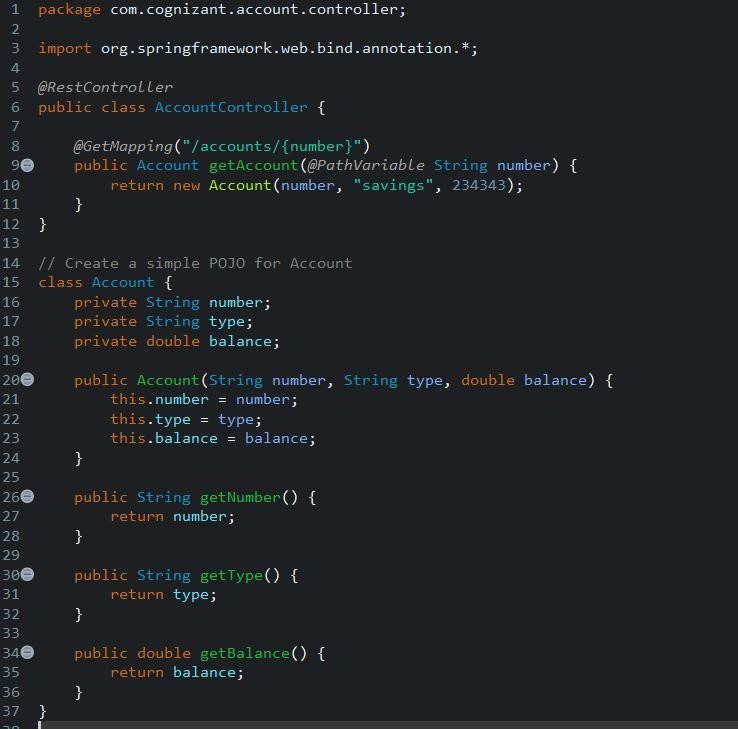 1 package com.cognizant.account.controller;
2
3 import org.springframework.web.bind.annotation.*;
4
5 @RestController
6 public class AccountController {
7
8     @GetMapping("/accounts/{number}")
9     public Account getAccount(@PathVariable String number) {
10         return new Account(number, "savings", 234343);
11     }
12 }
13
14 // Create a simple POJO for Account
15 class Account {
16     private String number;
17     private String type;
18     private double balance;
19
20     public Account(String number, String type, double balance) {
21         this.number = number;
22         this.type = type;
23         this.balance = balance;
24     }
25
26     public String getNumber() {
27         return number;
28     }
29
30     public String getType() {
31         return type;
32     }
33
34     public double getBalance() {
35         return balance;
36     }
37 }